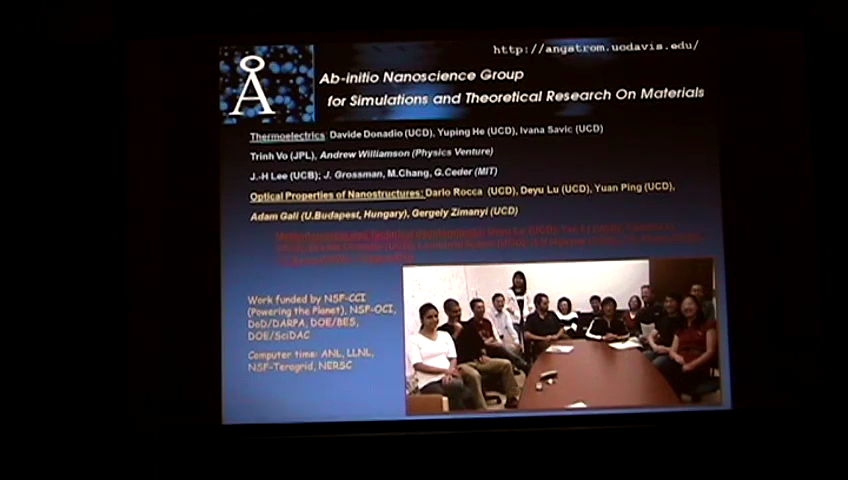 http://angstrom.ucdavis.edu/
Å
Ab-initio Nanoscience Group
for Simulations and Theoretical Research On Materials
Thermoelectrics: Davide Donadio (UCD), Yuping He (UCD), Ivana Savic (UCD)
Trinh Vo (JPL), Andrew Williamson (Physics Venture)
J.-H Lee (UCB); J. Grossman, M.Chang, G.Ceder (MIT)
Optical Properties of Nanostructures: Dario Rocca (UCD), Deyu Lu (UCD), Yuan Ping (UCD),
Adam Gali (U.Budapest, Hungary), Gergely Zimanyi (UCD)
Work funded by NSF-CCI
(Powering the Planet), NSF-OCI,
DoD/DARPA, DOE/BES,
DOE/SciDAC
Computer time: ANL, LLNL,
NSF-Teragrid, NERSC